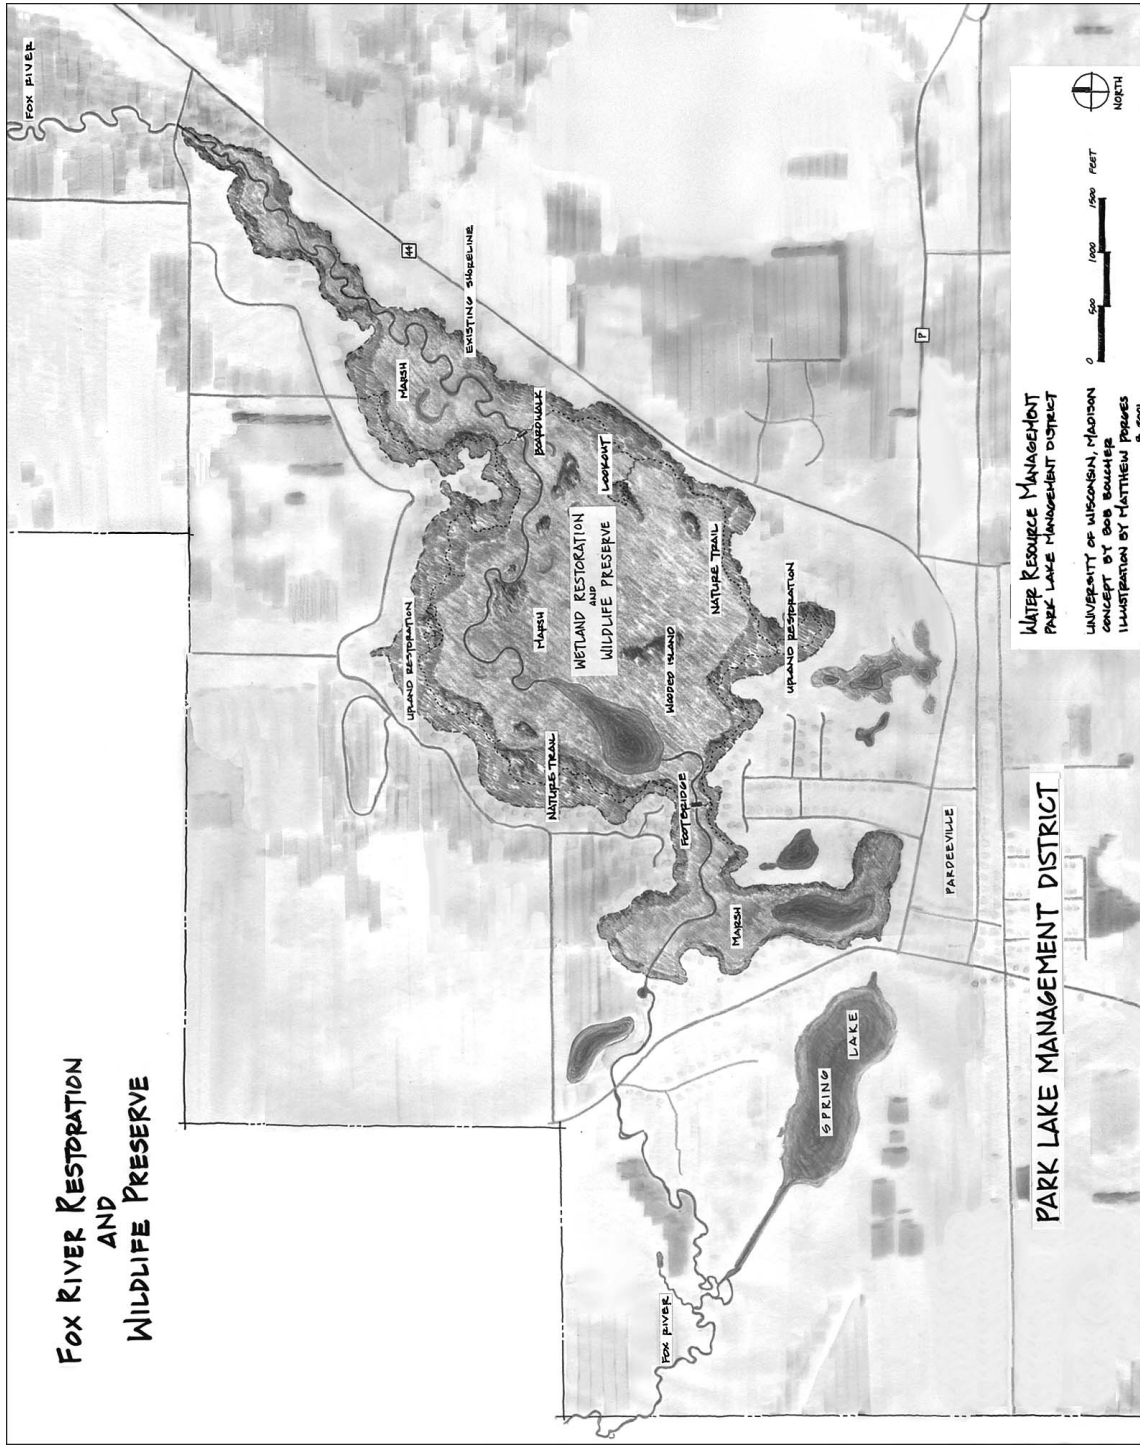 FOX RIVER RESTORATION
AND
WILDLIFE PRESERVE
FOX RIVER
44
EXISTING SHORELINE
MARSH
BOARDWALK
LOOKOUT
UPLAND RESTORATION
MARSH
WETLAND RESTORATION
AND
WILDLIFE PRESERVE
NATURE TRAIL
WOODED ISLAND
UPLAND RESTORATION
NATURE TRAIL
FOOTBRIDGE
MARSH
PARDEEVILLE
P
SPRING
LAKE
FOX RIVER
PARK LAKE MANAGEMENT DISTRICT
WATER RESOURCE MANAGEMENT
PARK LAKE MANAGEMENT DISTRICT
UNIVERSITY OF WISCONSIN, MADISON
CONCEPT BY BOB BOUCHER
ILLUSTRATION BY MATTHEW PORGES
0 500 1000 1500 FEET
NORTH